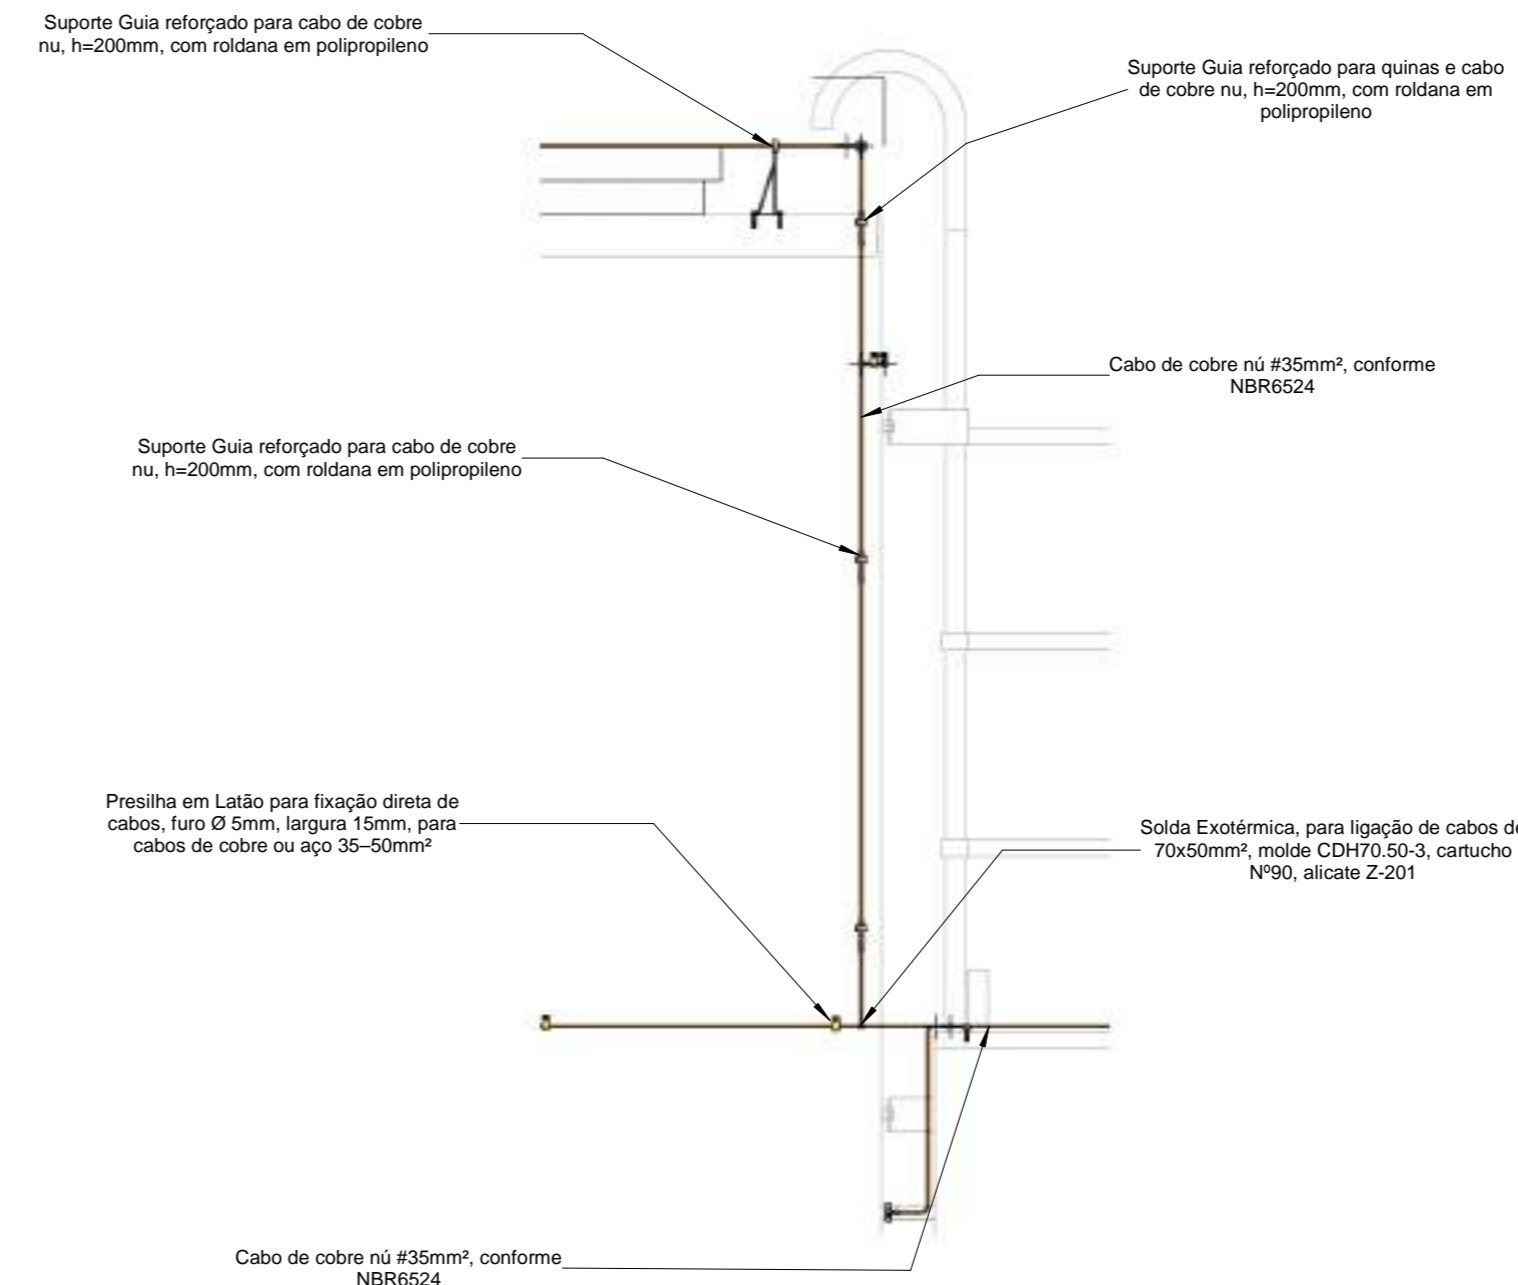 Suporte Guia reforçado para cabo de cobre
nu, h=200mm, com roldana em polipropileno
Suporte Guia reforçado para quinas e cabo
de cobre nu, h=200mm, com roldana em
polipropileno
Cabo de cobre nú #35mm², conforme
NBR6524
Suporte Guia reforçado para cabo de cobre
nu, h=200mm, com roldana em polipropileno
Presilha em Latão para fixação direta de
cabos, furo Ø 5mm, largura 15mm, para
cabos de cobre ou aço 35–50mm²
Solda Exotérmica, para ligação de cabos de
70x50mm², molde CDH70.50-3, cartucho
Nº90, alicate Z-201
Cabo de cobre nú #35mm², conforme
NBR6524